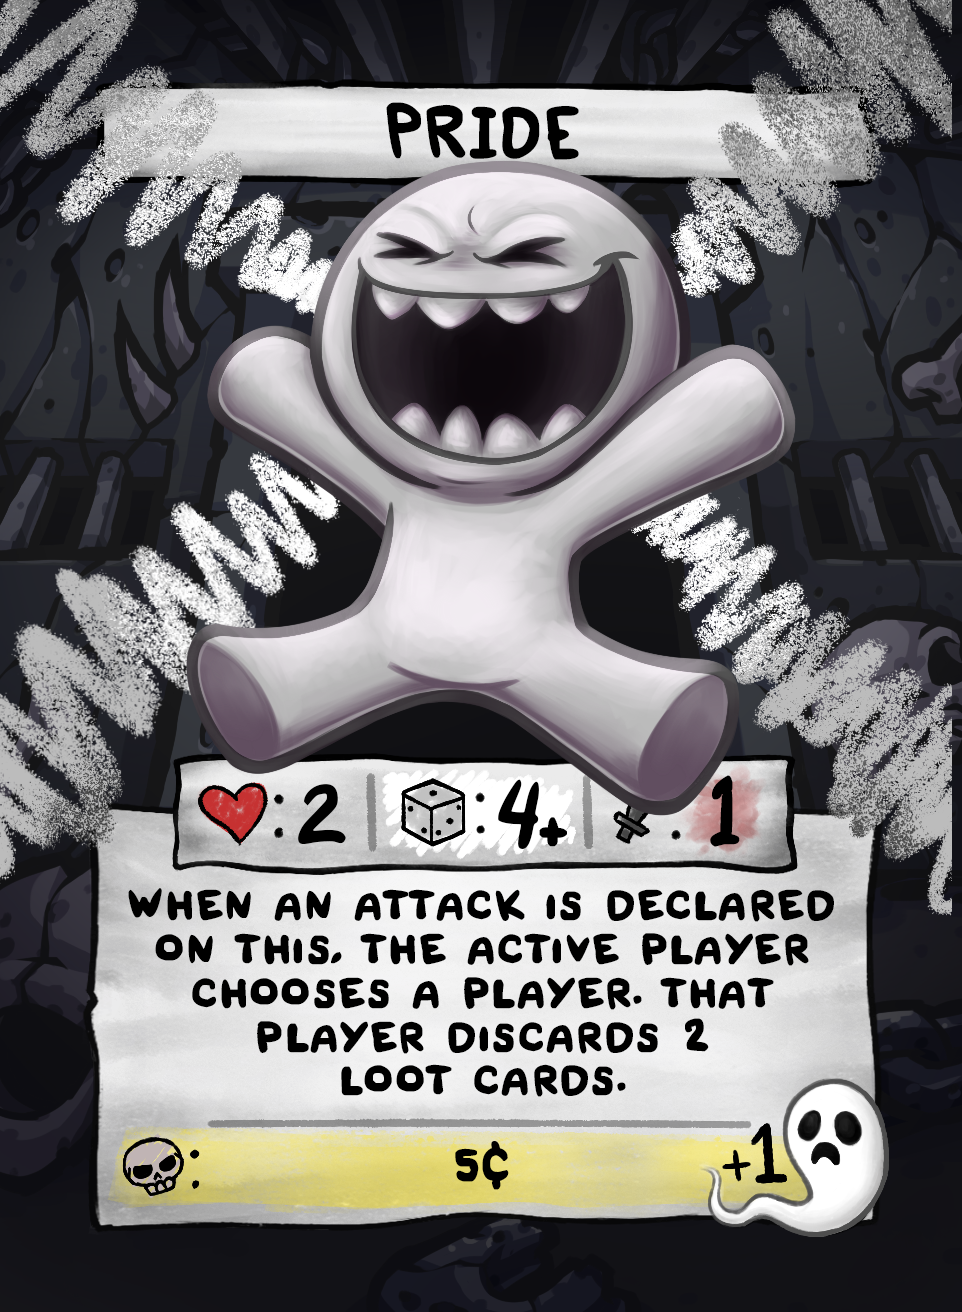 PRIDE
:2
:4+
:1
WHEN AN ATTACK IS DECLARED
ON THIS, THE ACTIVE PLAYER
CHOOSES A PLAYER. THAT
PLAYER DISCARDS 2
LOOT CARDS.
: 5¢ +1